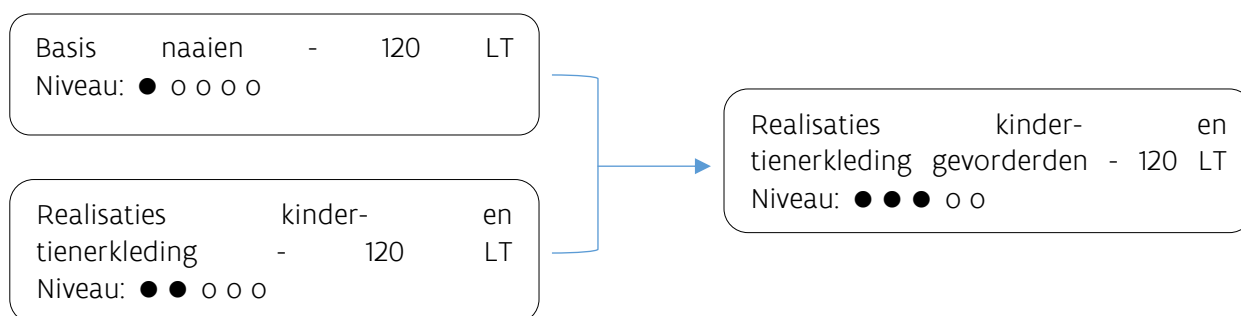 Basis naaien - 120 LT
Niveau: ● o o o o
Realisaties kinder- en
tienerkleding - 120 LT
Niveau: ● ● o o o
Realisaties kinder- en
tienerkleding gevorderden - 120 LT
Niveau: ● ● ● o o